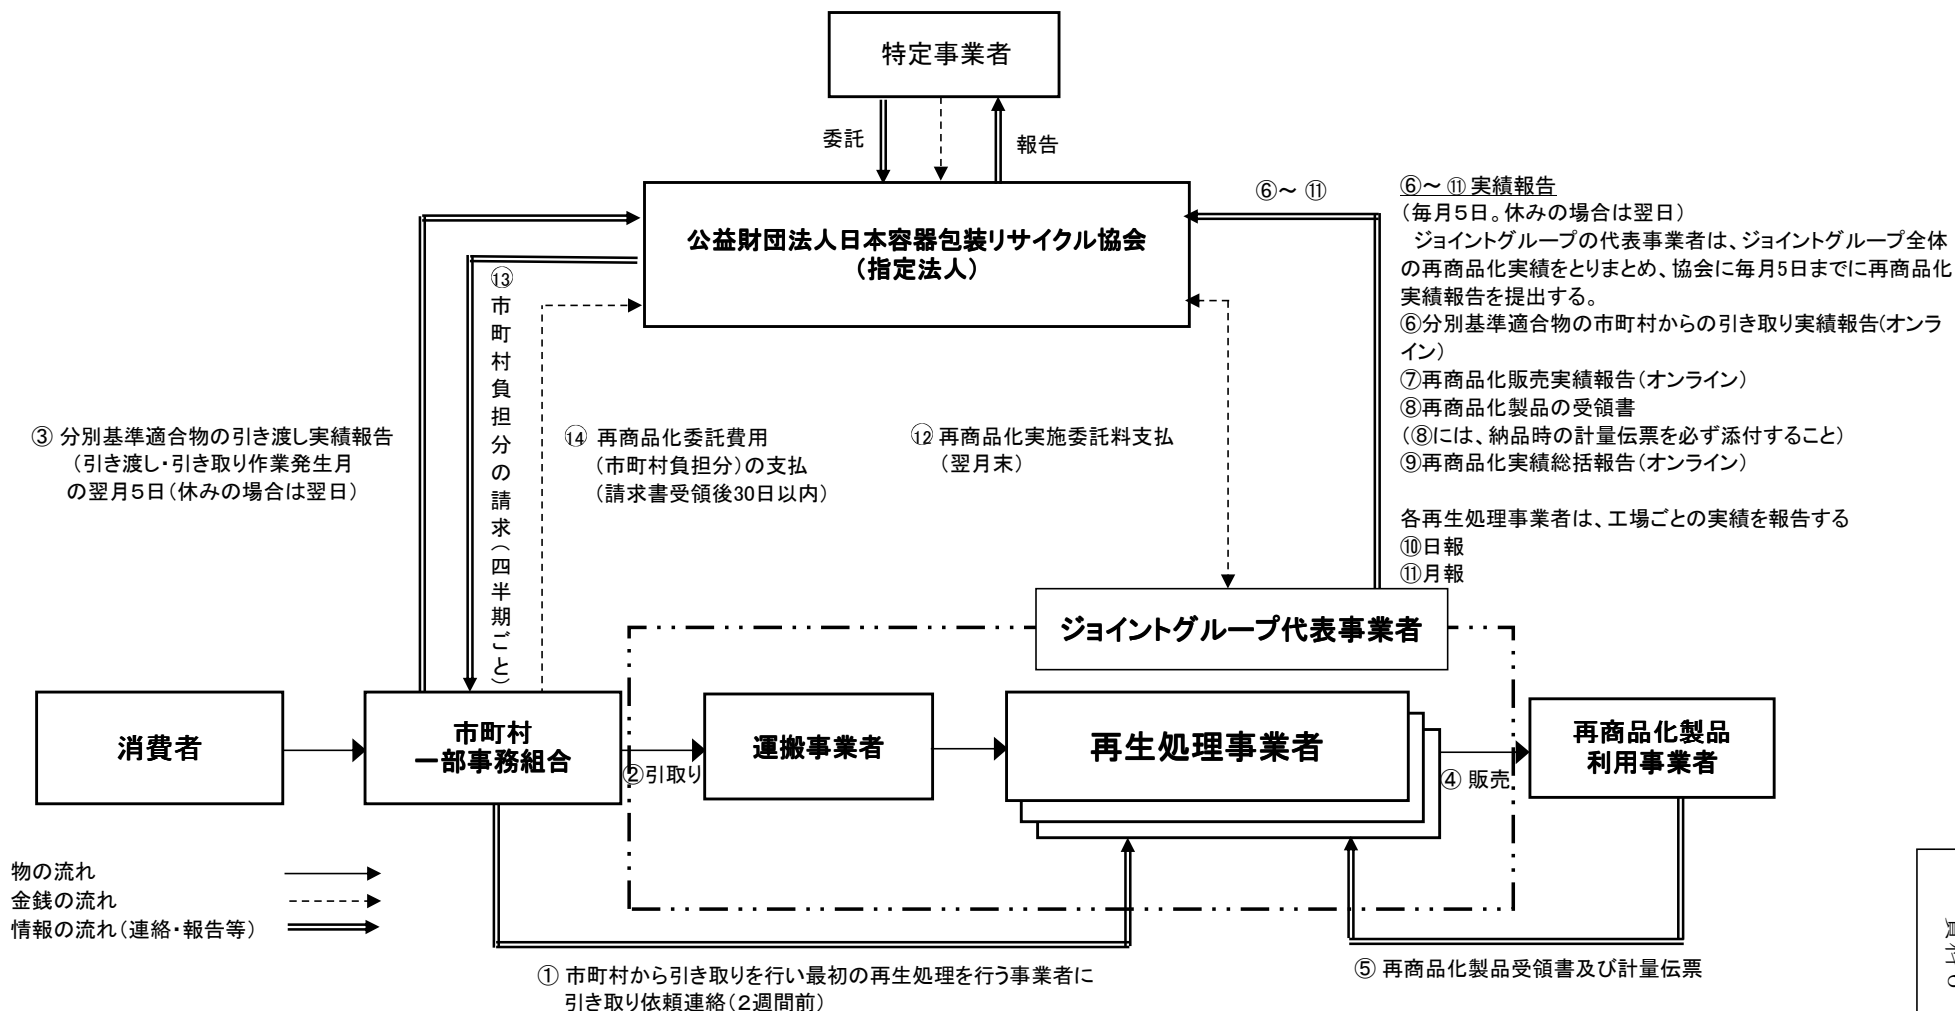 特定事業者
委託
報告
公益財団法人日本容器包装リサイクル協会
（指定法人）
⑥～ ⑪
⑥～ ⑪ 実績報告
（毎月５日。休みの場合は翌日）
ジョイントグループの代表事業者は、ジョイントグループ全体
の再商品化実績をとりまとめ、協会に毎月5日までに再商品化
実績報告を提出する。
⑥分別基準適合物の市町村からの引き取り実績報告(オンラ
イン）
⑦再商品化販売実績報告（オンライン）
⑧再商品化製品の受領書
（⑧には、納品時の計量伝票を必ず添付すること）
⑨再商品化実績総括報告（オンライン）
各再生処理事業者は、工場ごとの実績を報告する
⑩日報
⑪月報
③ 分別基準適合物の引き渡し実績報告
（引き渡し・引き取り作業発生月
の翌月５日（休みの場合は翌日）
⑬市町村負担分の請求（四半期ごと）
⑭ 再商品化委託費用
（市町村負担分）の支払
（請求書受領後30日以内）
⑫ 再商品化実施委託料支払
（翌月末）
ジョイントグループ代表事業者
消費者
市町村
一部事務組合
②引取り
運搬事業者
再生処理事業者
④ 販売
再商品化製品
利用事業者
物の流れ
金銭の流れ
情報の流れ（連絡・報告等）
① 市町村から引き取りを行い最初の再生処理を行う事業者に
引き取り依頼連絡（２週間前）
⑤ 再商品化製品受領書及び計量伝票